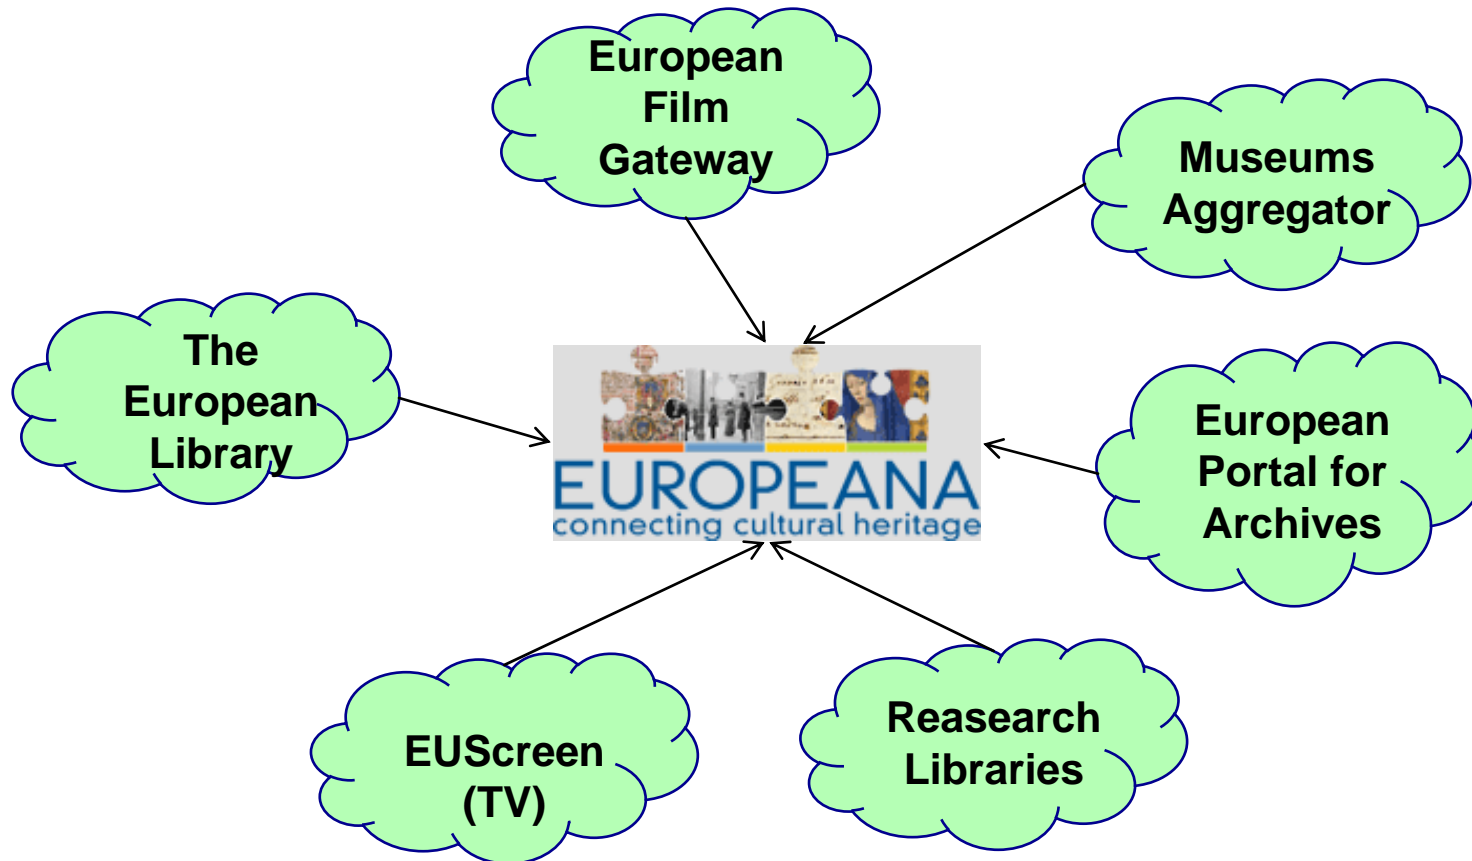 European
Film
Gateway
Museums
Aggregator
The
European
Library
EUROPEANA
connecting cultural heritage
European
Portal for
Archives
EUScreen
(TV)
Reasearch
Libraries